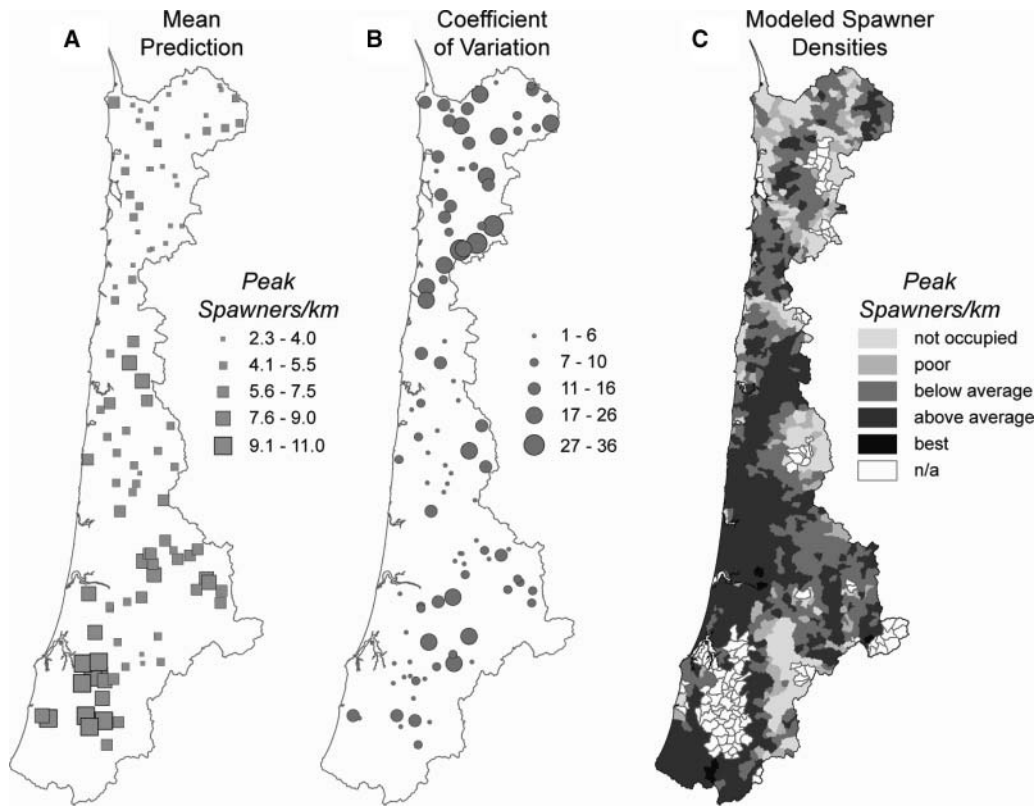 A
Mean
Prediction
Peak
Spawners/km
2.3 - 4.0
4.1 - 5.5
5.6 - 7.5
7.6 - 9.0
9.1 - 11.0
B
Coefficient
of Variation
1 - 6
7 - 10
11 - 16
17 - 26
27 - 36
C
Modeled Spawner
Densities
Peak
Spawners/km
not occupied
poor
below average
above average
best
n/a